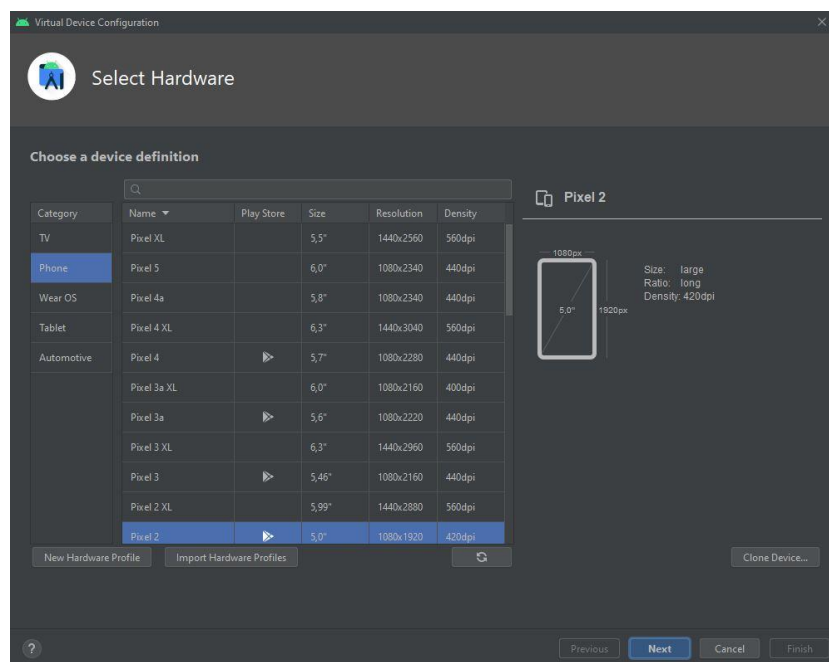 Virtual Device Configuration
Select Hardware
Choose a device definition
Category
TV
Phone
Wear OS
Tablet
Automotive
Name Play Store Size Resolution Density
Pixel XL 5,5" 1440x2560 560dpi
Pixel 5 6,0" 1080x2340 440dpi
Pixel 4a 5,8" 1080x2340 440dpi
Pixel 4 XL 6,3" 1440x3040 560dpi
Pixel 4 5,7" 1080x2280 440dpi
Pixel 3a XL 6,0" 1080x2160 400dpi
Pixel 3a 5,6" 1080x2220 440dpi
Pixel 3 XL 6,3" 1440x2960 560dpi
Pixel 3 5,46" 1080x2160 440dpi
Pixel 2 XL 5,99" 1440x2880 560dpi
Pixel 2 5,0" 1080x1920 420dpi
New Hardware Profile Import Hardware Profiles
Pixel 2
1080px
5,0" 1920px
Size: large
Ratio: long
Density: 420dpi
Clone Device...
? Previous Next Cancel Finish